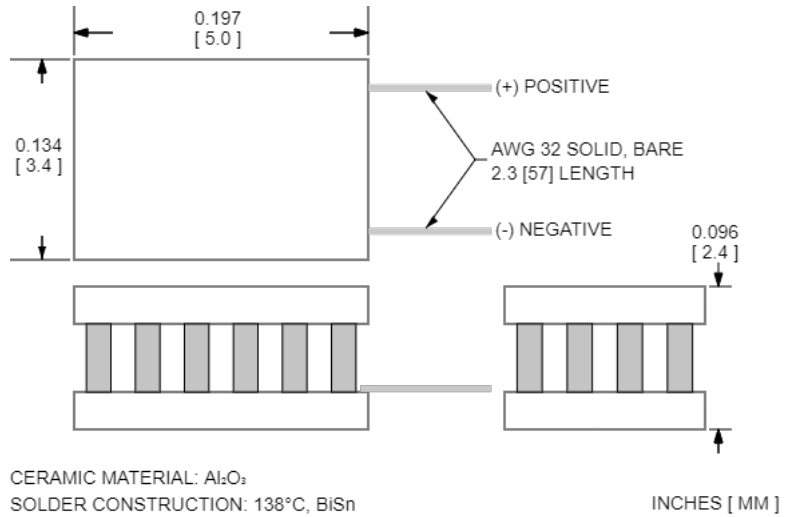 0.197
[ 5.0 ]
(+) POSITIVE
0.134
[ 3.4 ]
AWG 32 SOLID, BARE
2.3 [57] LENGTH
(-) NEGATIVE
0.096
[ 2.4 ]
CERAMIC MATERIAL: Al₂O₃
SOLDER CONSTRUCTION: 138°C, BiSn
INCHES [ MM ]